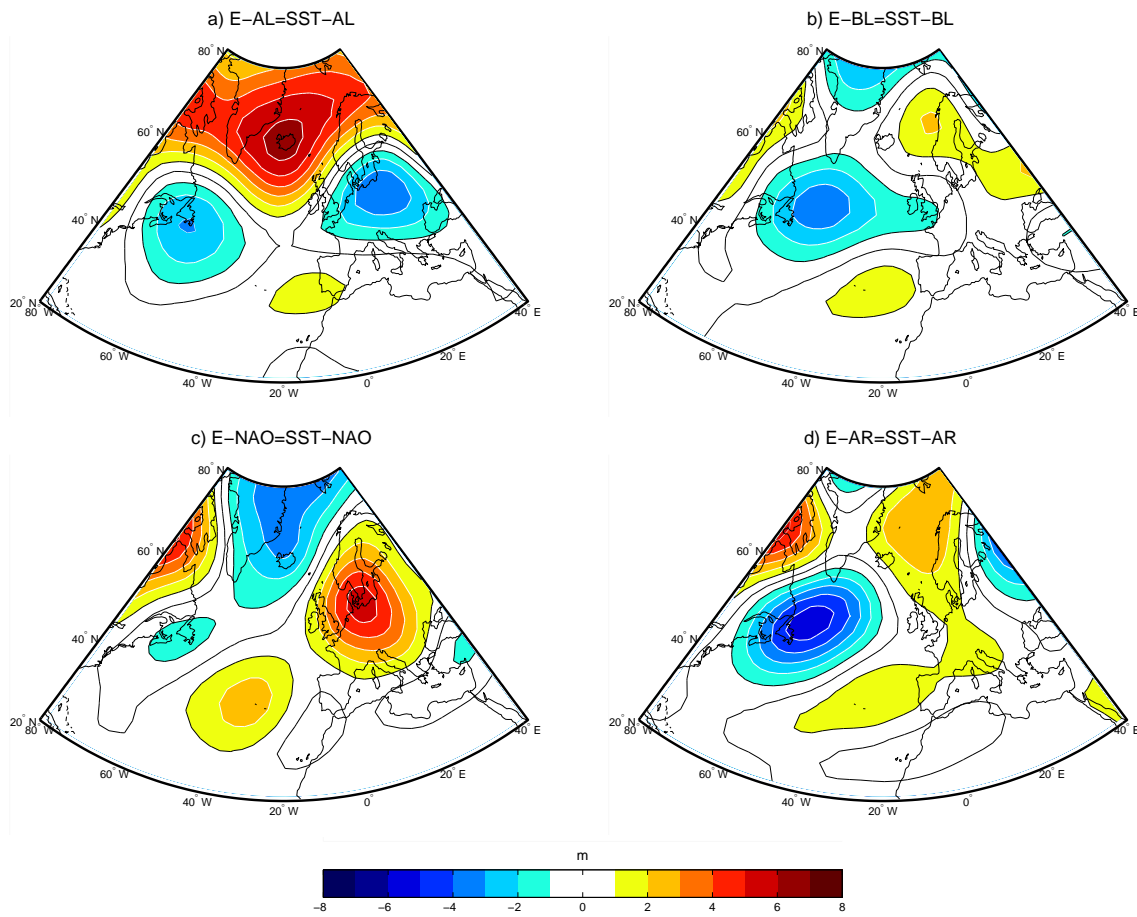 a) E−AL=SST−AL
b) E−BL=SST−BL
80° N
60° N
40° N
20° N
80° W
60° W
40° W
20° W
0°
20° E
40° E
80° N
60° N
40° N
20° N
80° W
60° W
40° W
20° W
0°
20° E
40° E
c) E−NAO=SST−NAO
d) E−AR=SST−AR
80° N
60° N
40° N
20° N
80° W
60° W
40° W
20° W
0°
20° E
40° E
80° N
60° N
40° N
20° N
80° W
60° W
40° W
20° W
0°
20° E
40° E
m
−8 −6 −4 −2 0 2 4 6 8